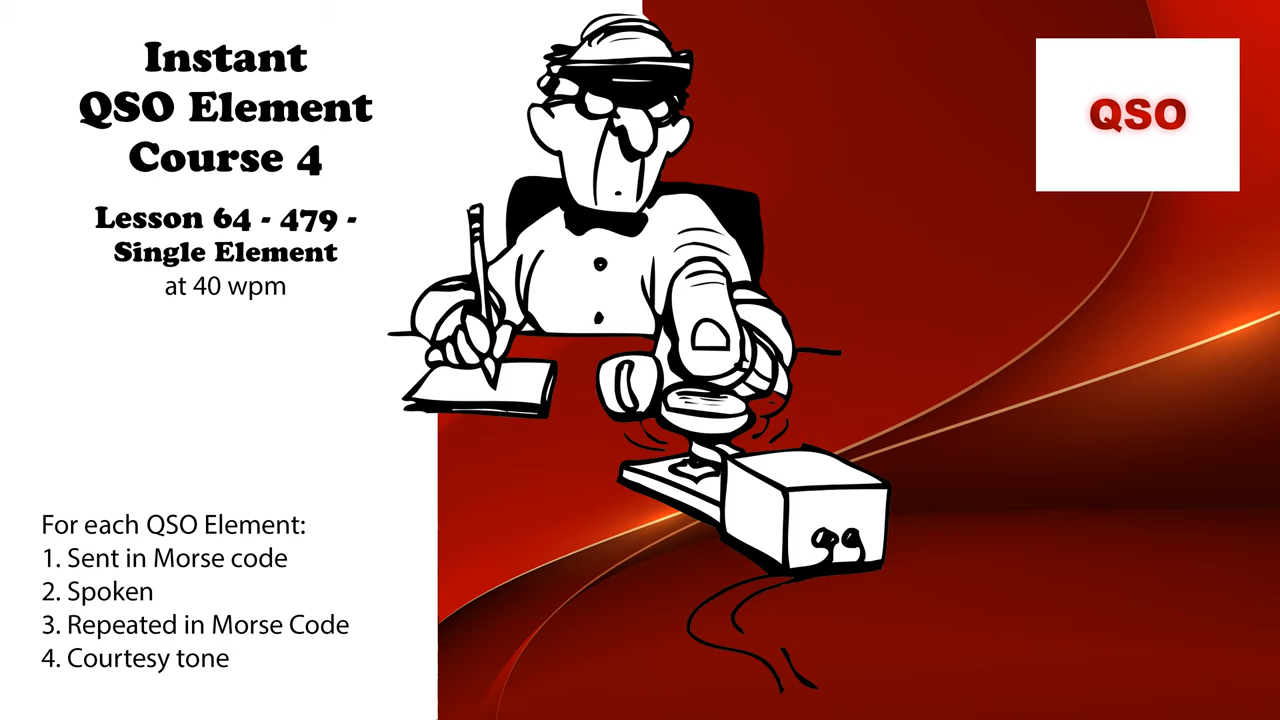 Instant
QSO Element
Course 4
Lesson 64 - 479 -
Single Element
at 40 wpm
QSO
For each QSO Element:
1. Sent in Morse code
2. Spoken
3. Repeated in Morse Code
4. Courtesy tone